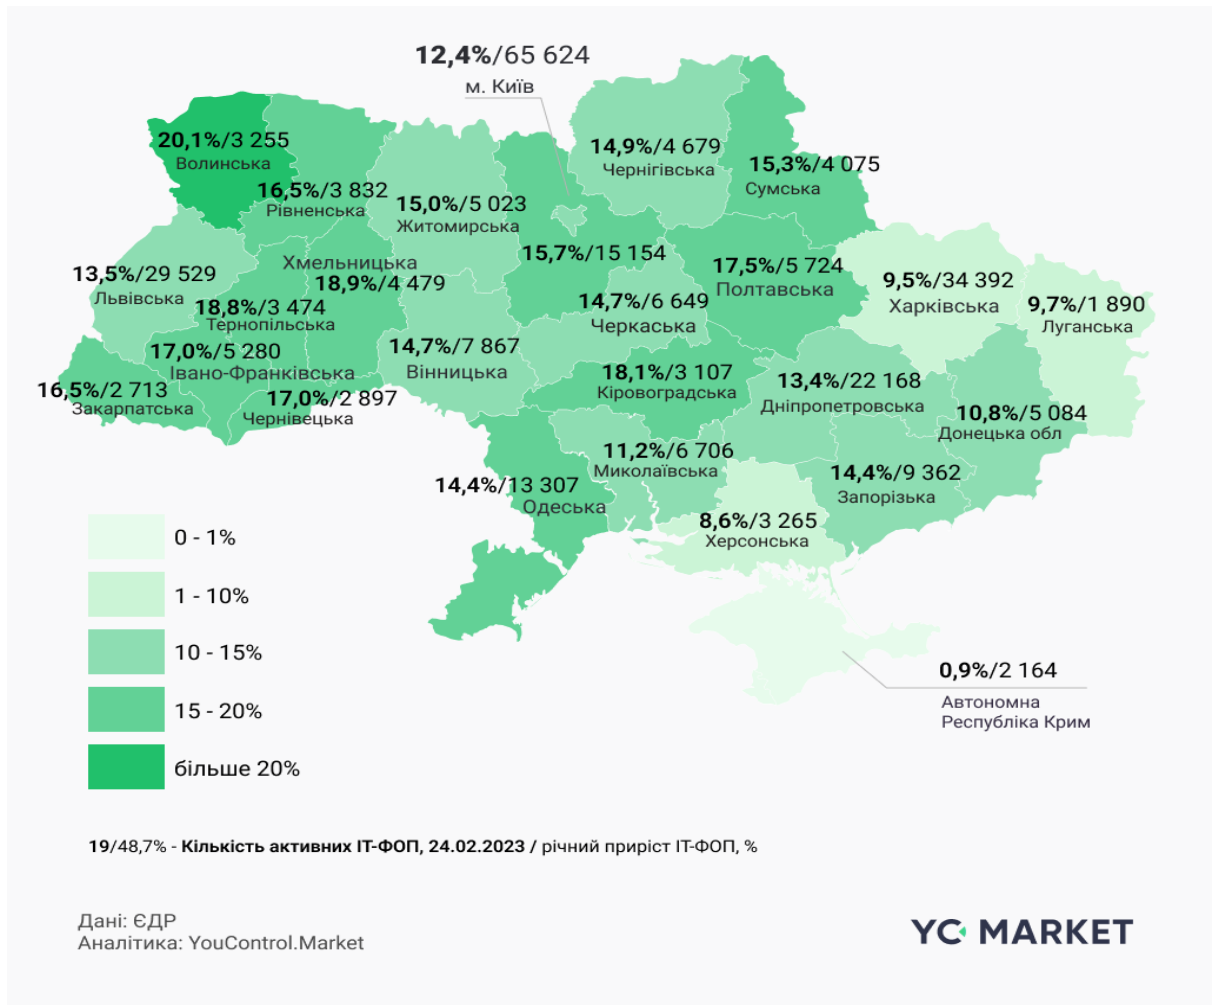 12,4%/65 624
м. Київ
20,1%/3 255
Волинська
14,9%/4 679
Чернігівська
15,3%/4 075
Сумська
16,5%/3 832
Рівненська
15,0%/5 023
Житомирська
15,7%/15 154
Хмельницька
18,9%/4 479
13,5%/29 529
Львівська
17,5%/5 724
Полтавська
9,5%/34 392
Харківська
9,7%/1 890
Луганська
18,8%/3 474
Тернопільська
14,7%/6 649
Черкаська
17,0%/5 280
Івано-Франківська
14,7%/7 867
Вінницька
16,5%/2 713
Закарпатська
17,0%/2 897
Чернівецька
18,1%/3 107
Кіровоградська
13,4%/22 168
Дніпропетровська
10,8%/5 084
Донецька обл
11,2%/6 706
Миколаївська
14,4%/9 362
Запорізька
14,4%/13 307
Одеська
8,6%/3 265
Херсонська
0,9%/2 164
Автономна
Республіка Крим
0 - 1%
1 - 10%
10 - 15%
15 - 20%
більше 20%
19/48,7% - Кількість активних ІТ-ФОП, 24.02.2023 / річний приріст ІТ-ФОП, %
Дані: ЄДР
Аналітика: YouControl.Market
YC MARKET